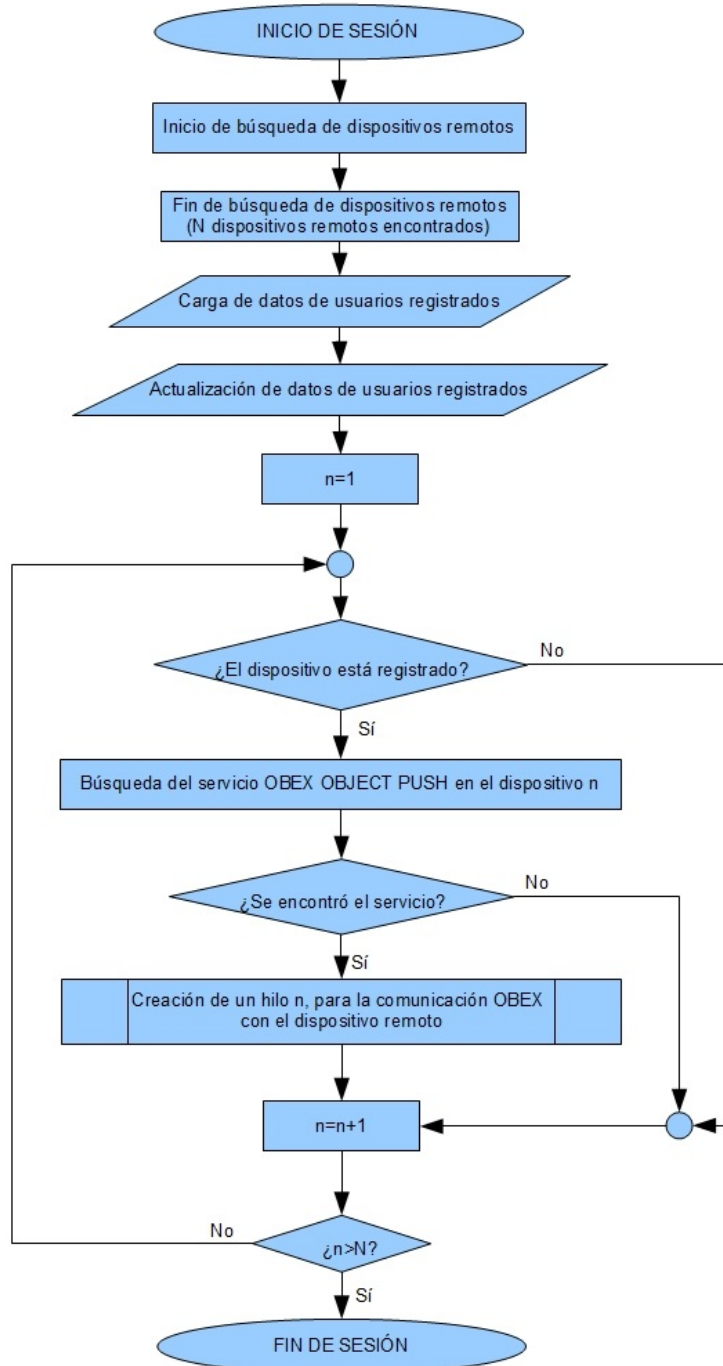 INICIO DE SESIÓN
Inicio de búsqueda de dispositivos remotos
Fin de búsqueda de dispositivos remotos
(N dispositivos remotos encontrados)
Carga de datos de usuarios registrados
Actualización de datos de usuarios registrados
n=1
¿El dispositivo está registrado?
No
Sí
Búsqueda del servicio OBEX OBJECT PUSH en el dispositivo n
¿Se encontró el servicio?
No
Sí
Creación de un hilo n, para la comunicación OBEX
con el dispositivo remoto
n=n+1
No
¿n>N?
Sí
FIN DE SESIÓN